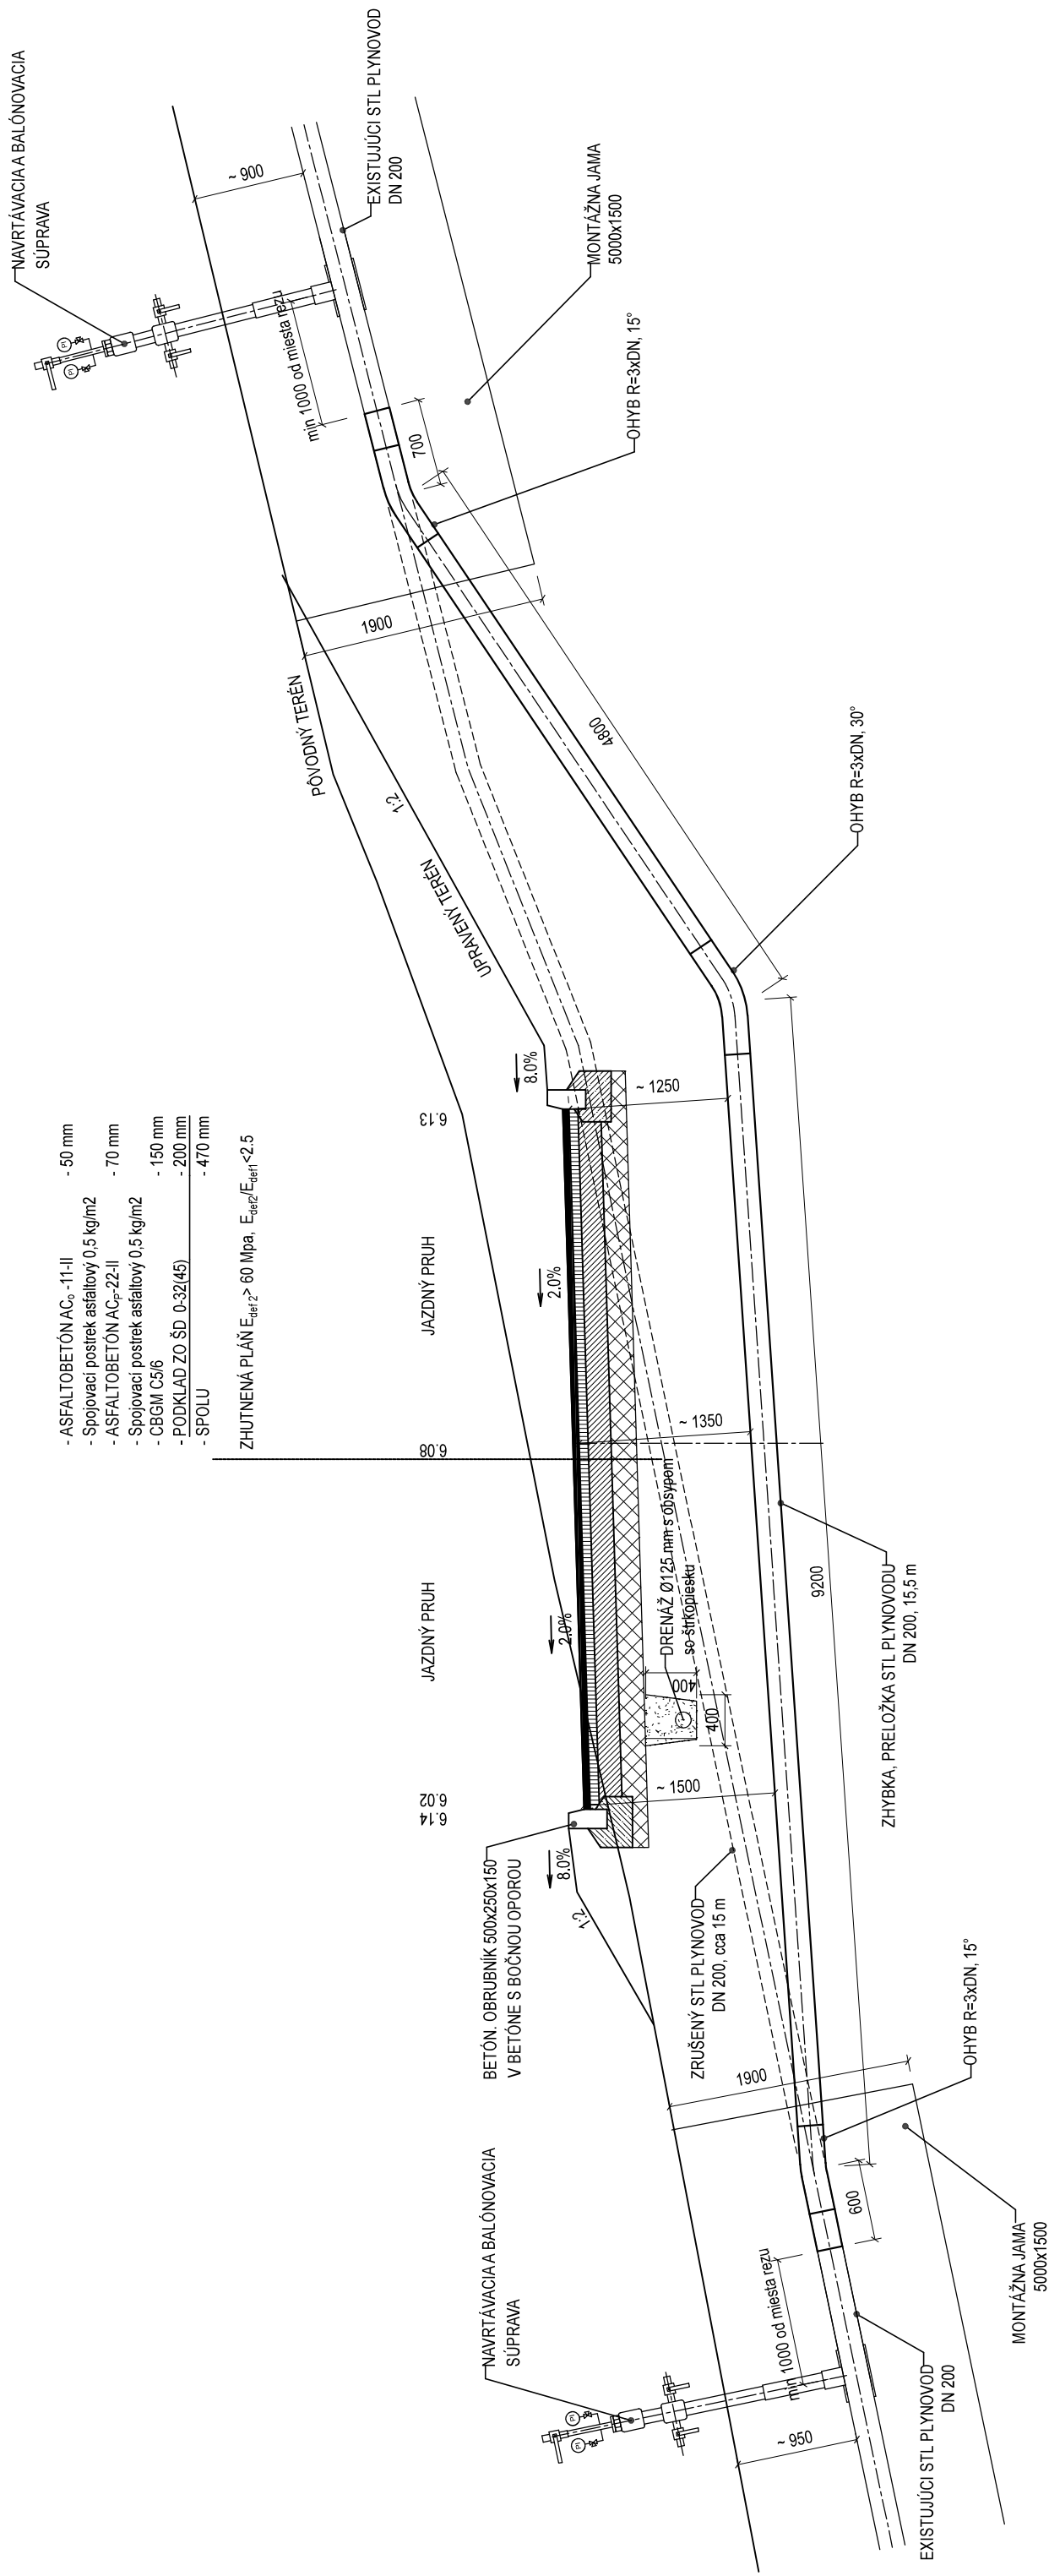 - ASFALTOBETÓN ACo -11-II - 50 mm
- Spojovací postrek asfaltový 0,5 kg/m2
- ASFALTOBETÓN ACP-22-II - 70 mm
- Spojovací postrek asfaltový 0,5 kg/m2
- CBGM C5/6 - 150 mm
- PODKLAD ZO ŠD 0-32(45) - 200 mm
- SPOLU - 470 mm
ZHUTNENÁ PLÁŇ Edef 2 > 60 Mpa, Edef2/Edef1<2.5
NAVRTÁVACIA A BALÓNOVACIA
SÚPRAVA
~ 950
min 1000 od miesta rezu
EXISTUJÚCI STL PLYNOVOD
DN 200
MONTÁŽNA JAMA
5000x1500
600
1900
OHYB R=3xDN, 15°
ZRUŠENÝ STL PLYNOVOD
DN 200, cca 15 m
BETÓN. OBRUBNÍK 500x250x150
V BETÓNE S BOČNOU OPOROU
1:2
8.0%
6.14
6.02
JAZDNÝ PRUH
2.0%
~ 1500
400
400
DRENÁŽ Ø125 mm s obsypom
so štrkopiesku
ZHYBKA, PRELOŽKA STL PLYNOVODU
DN 200, 15,5 m
9200
6.08
~ 1350
JAZDNÝ PRUH
2.0%
6.13
8.0%
~ 1250
UPRAVENÝ TERÉN
1:2
PÔVODNÝ TERÉN
OHYB R=3xDN, 30°
4800
1900
OHYB R=3xDN, 15°
700
min 1000 od miesta rezu
MONTÁŽNA JAMA
5000x1500
NAVRTÁVACIA A BALÓNOVACIA
SÚPRAVA
~ 900
EXISTUJÚCI STL PLYNOVOD
DN 200